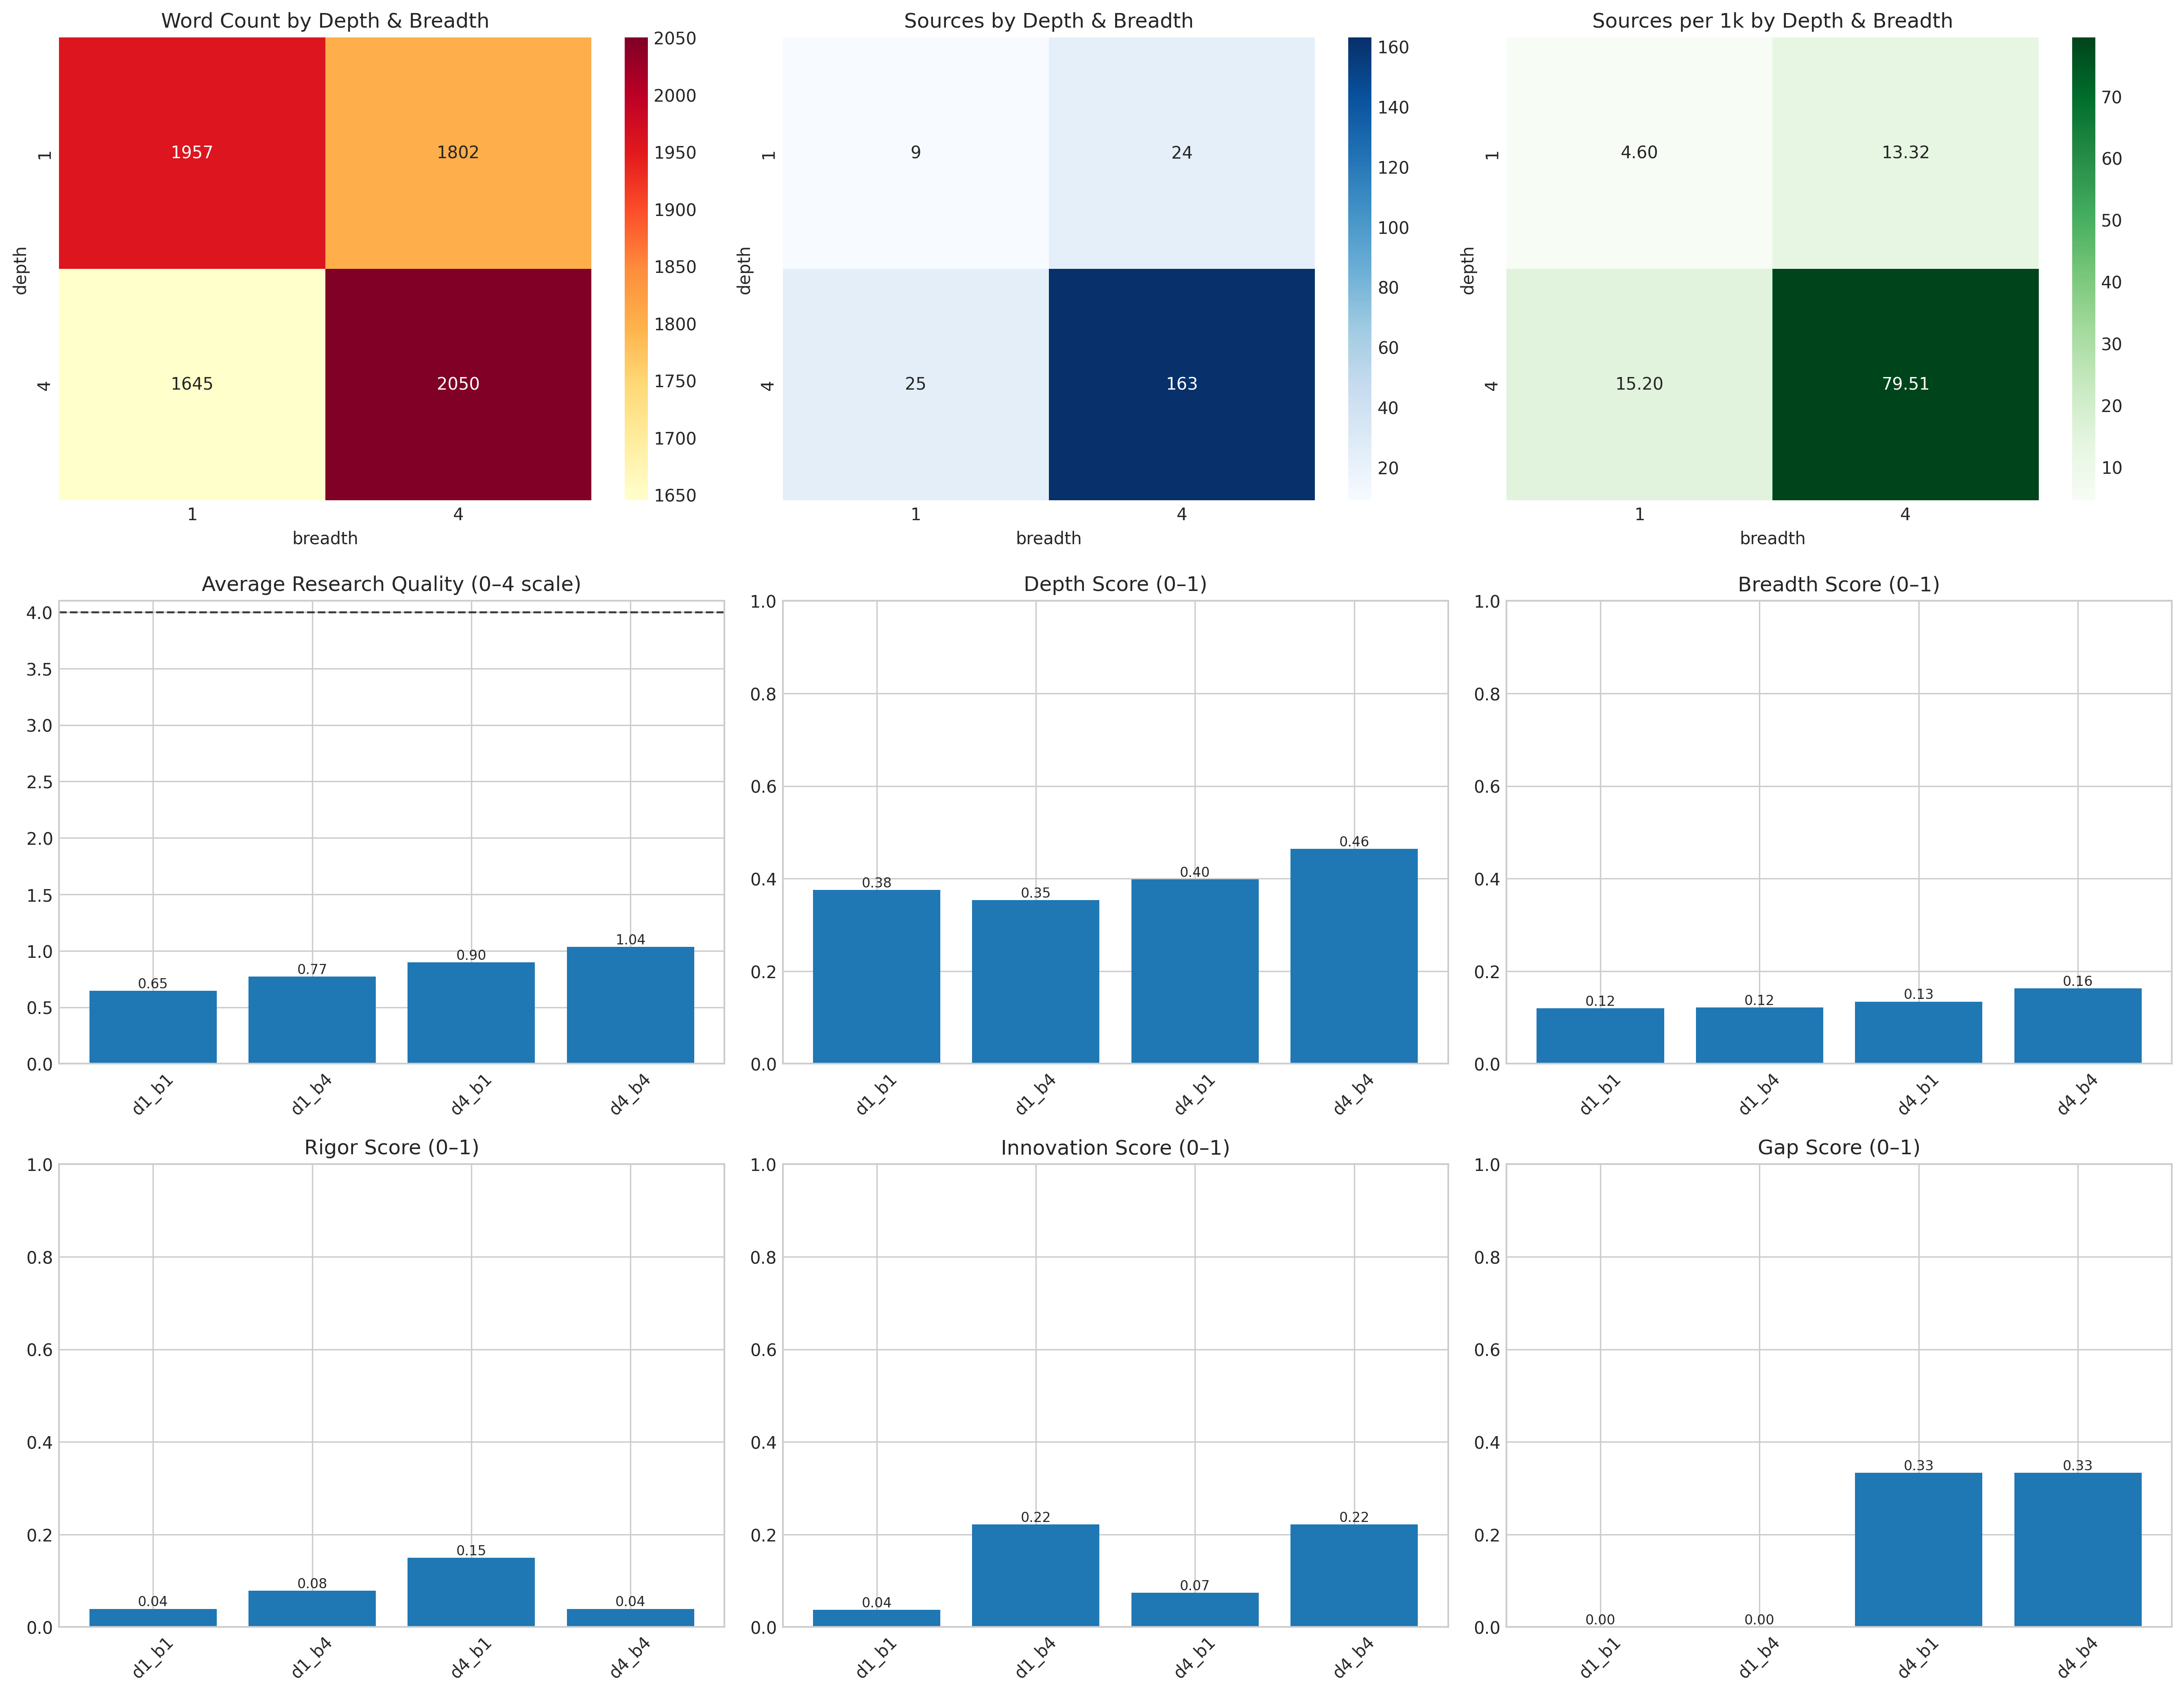 Word Count by Depth & Breadth
2050
2000
1950
1900
1850
1800
1750
1700
1650
1957 1802
1645 2050
1 4
depth
1 4
breadth
Sources by Depth & Breadth
160
140
120
100
80
60
40
20
9 24
25 163
1 4
depth
1 4
breadth
Sources per 1k by Depth & Breadth
70
60
50
40
30
20
10
4.60 13.32
15.20 79.51
1 4
depth
1 4
breadth
Average Research Quality (0–4 scale)
4.0
3.5
3.0
2.5
2.0
1.5
1.0
0.5
0.0
0.65 0.77 0.90 1.04
d1_b1 d1_b4 d4_b1 d4_b4
Depth Score (0–1)
1.0
0.8
0.6
0.4
0.2
0.0
0.38 0.35 0.40 0.46
d1_b1 d1_b4 d4_b1 d4_b4
Breadth Score (0–1)
1.0
0.8
0.6
0.4
0.2
0.0
0.12 0.12 0.13 0.16
d1_b1 d1_b4 d4_b1 d4_b4
Rigor Score (0–1)
1.0
0.8
0.6
0.4
0.2
0.0
0.04 0.08 0.15 0.04
d1_b1 d1_b4 d4_b1 d4_b4
Innovation Score (0–1)
1.0
0.8
0.6
0.4
0.2
0.0
0.04 0.22 0.07 0.22
d1_b1 d1_b4 d4_b1 d4_b4
Gap Score (0–1)
1.0
0.8
0.6
0.4
0.2
0.0
0.00 0.00 0.33 0.33
d1_b1 d1_b4 d4_b1 d4_b4